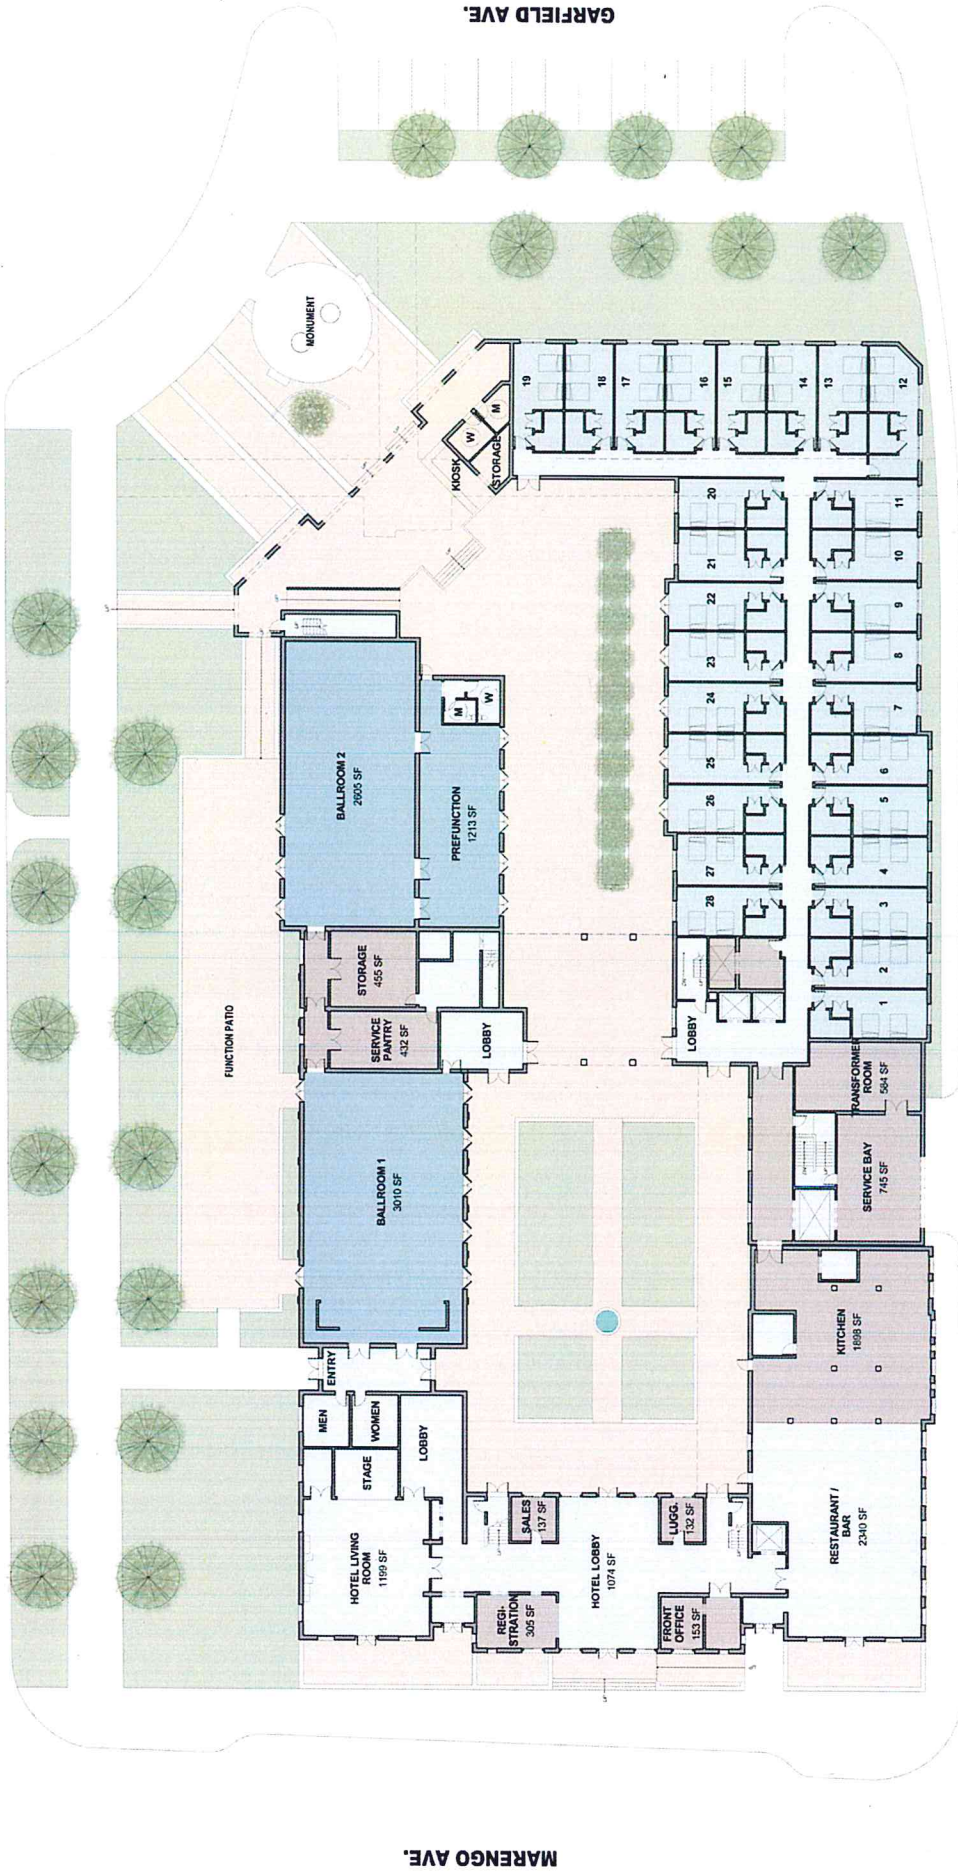 GARFIELD AVE.
MONUMENT
KIOSK
W
M
STORAGE
19
18
17
16
15
14
13
12
20
21
22
23
24
25
26
27
28
11
10
9
8
7
6
5
4
3
2
1
BALLROOM 2
2605 SF
PREFUNCTION
1213 SF
M
W
STORAGE
455 SF
SERVICE
PANTRY
432 SF
LOBBY
LOBBY
FUNCTION PATIO
BALLROOM 1
3010 SF
TRANSFORMER
ROOM
584 SF
SERVICE BAY
745 SF
KITCHEN
1898 SF
ENTRY
MEN
WOMEN
LOBBY
STAGE
HOTEL LIVING
ROOM
1199 SF
SALES
137 SF
LUGG.
132 SF
HOTEL LOBBY
1074 SF
REGI-
STRATION
305 SF
FRONT
OFFICE
153 SF
RESTAURANT /
BAR
2340 SF
MARENGO AVE.